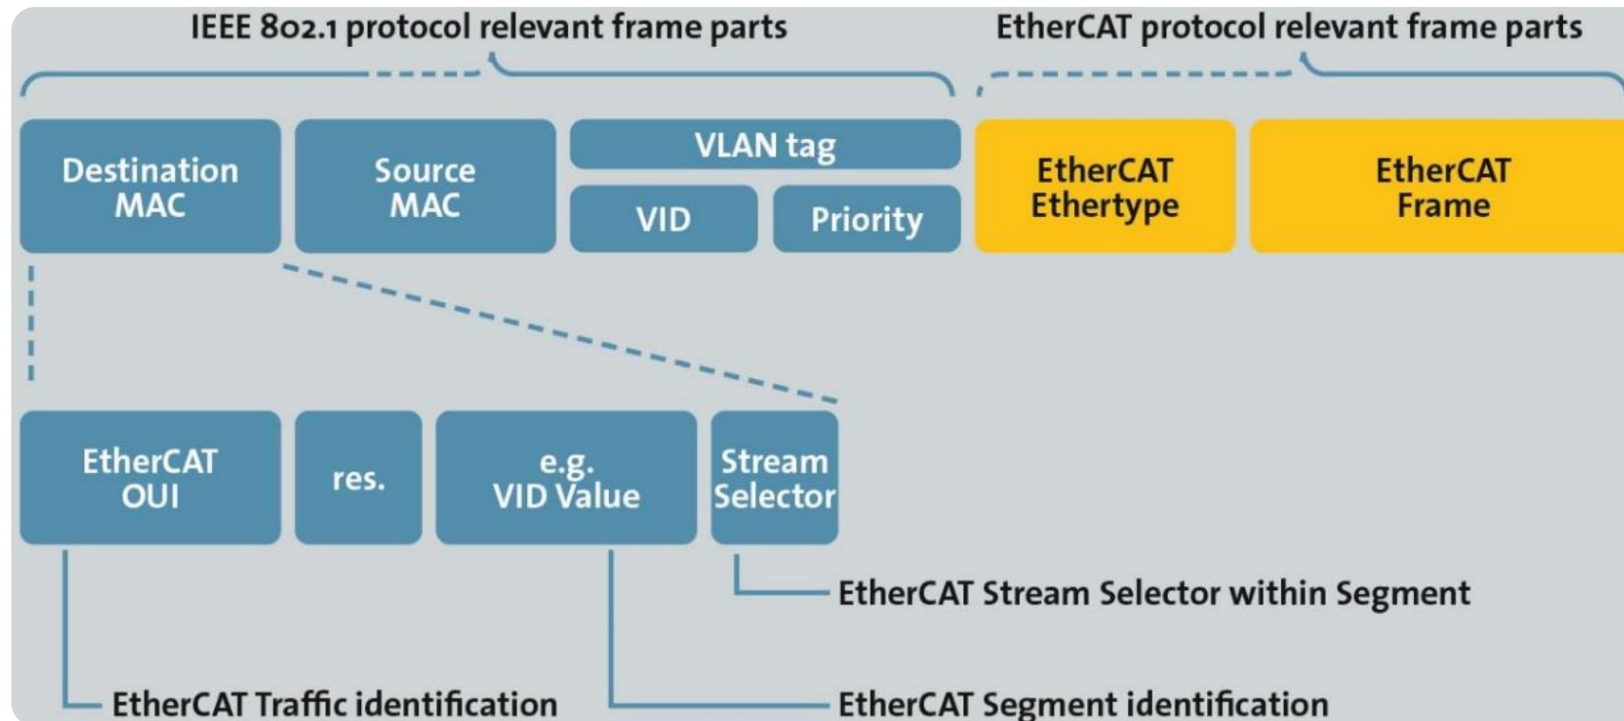 IEEE 802.1 protocol relevant frame parts
EtherCAT protocol relevant frame parts
Destination
MAC
Source
MAC
VLAN tag
VID
Priority
EtherCAT
Ethertype
EtherCAT
Frame
EtherCAT
OUI
res.
e.g.
VID Value
Stream
Selector
EtherCAT Stream Selector within Segment
EtherCAT Traffic identification
EtherCAT Segment identification